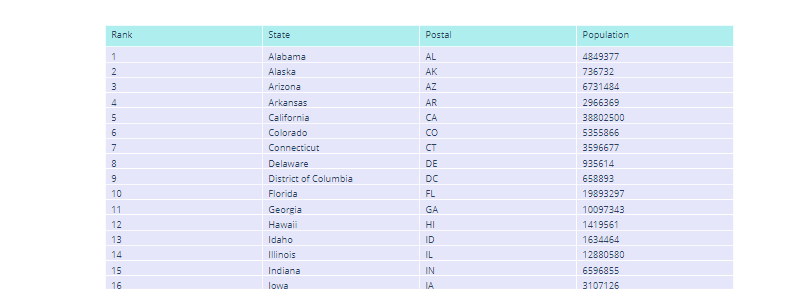 Rank State Postal Population
1 Alabama AL 4849377
2 Alaska AK 736732
3 Arizona AZ 6731484
4 Arkansas AR 2966369
5 California CA 38802500
6 Colorado CO 5355866
7 Connecticut CT 3596677
8 Delaware DE 935614
9 District of Columbia DC 658893
10 Florida FL 19893297
11 Georgia GA 10097343
12 Hawaii HI 1419561
13 Idaho ID 1634464
14 Illinois IL 12880580
15 Indiana IN 6596855
16 Iowa IA 3107126